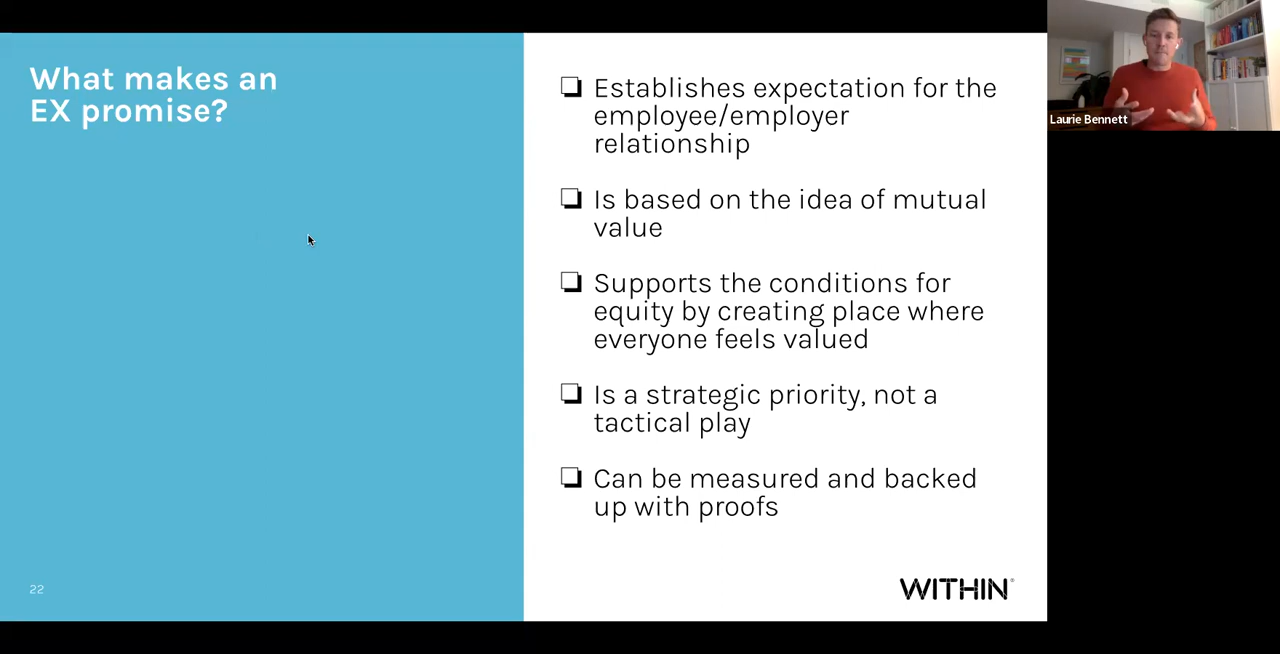 What makes an
EX promise?
Establishes expectation for the
employee/employer
relationship
Is based on the idea of mutual
value
Supports the conditions for
equity by creating place where
everyone feels valued
Is a strategic priority, not a
tactical play
Can be measured and backed
up with proofs
22
WITHIN®
Laurie Bennett